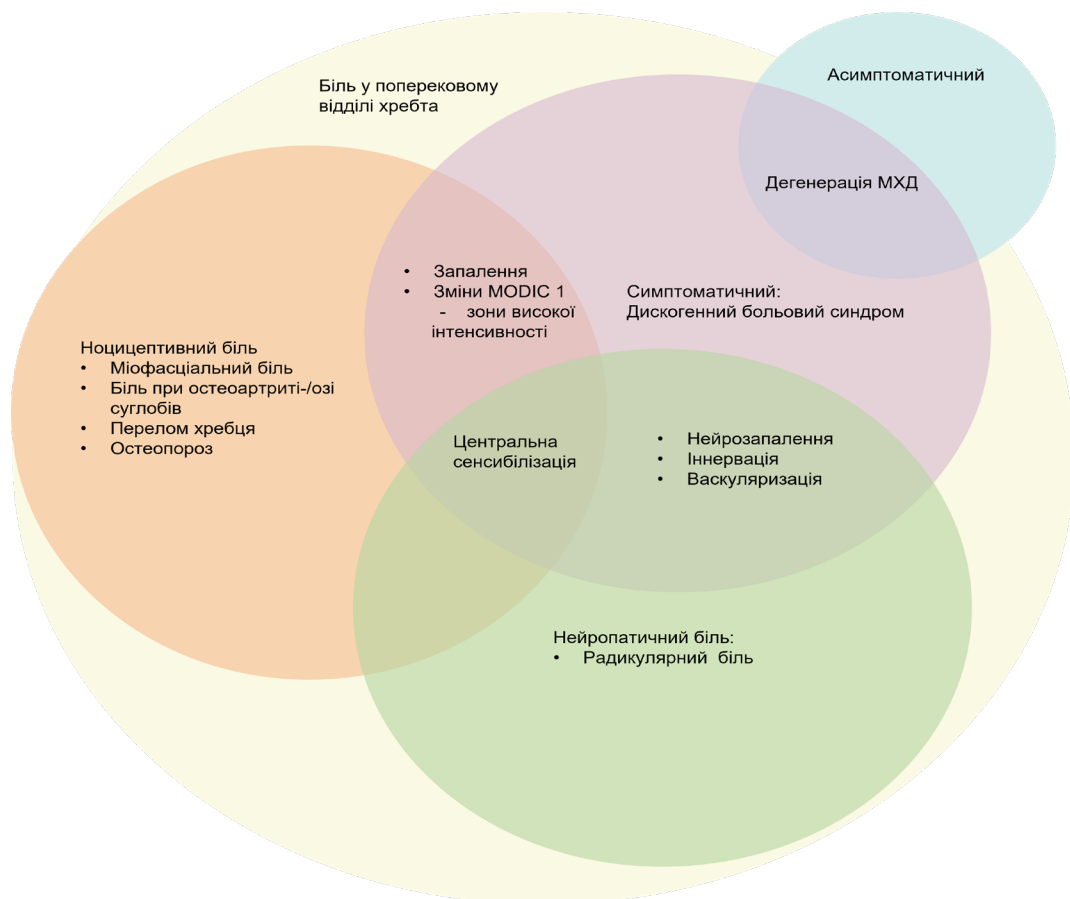 Біль у поперековому
відділі хребта
Асимптоматичний
Дегенерація МХД
• Запалення
• Зміни MODIC 1
- зони високої
інтенсивності
Симптоматичний:
Дискогенний больовий синдром
Ноцицептивний біль
• Міофасціальний біль
• Біль при остеоартриті-/озі
суглобів
• Перелом хребця
• Остеопороз
Центральна
сенсибілізація
• Нейрозапалення
• Іннервація
• Васкуляризація
Нейропатичний біль:
• Радикулярний біль